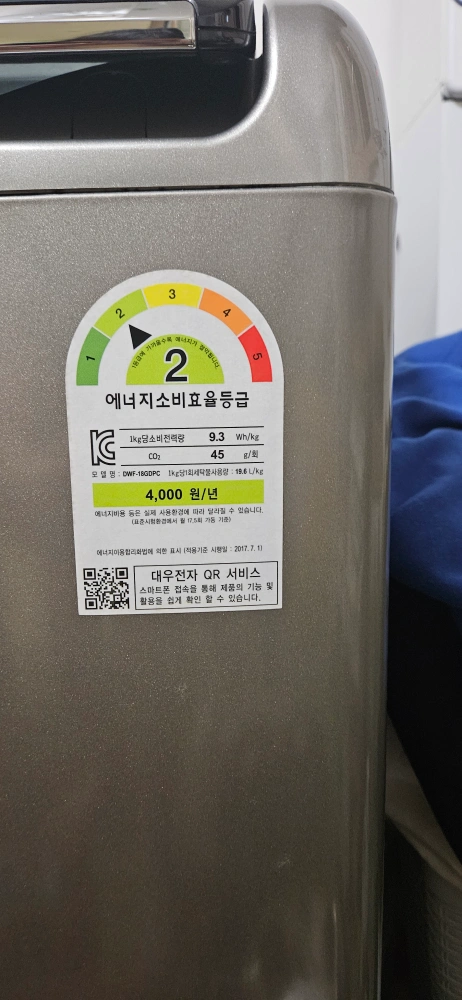 1 2 3 4 5
1등급에 가까울수록 에너지가 절약됩니다.
2
에너지소비효율등급
1kg당소비전력량 9.3 Wh/kg
CO₂ 45 g/회
모 델 명 : DWF-18GDPC 1kg당1회세탁물사용량 : 19.6 L/kg
4,000 원/년
에너지비용 등은 실제 사용환경에 따라 달라질 수 있습니다.
(표준시험환경에서 월 17.5회 가동 기준)
에너지이용합리화법에 의한 표시 (적용기준 시행일 : 2017. 7. 1)
대우전자 QR 서비스
스마트폰 접속을 통해 제품의 기능 및
활용을 쉽게 확인 할 수 있습니다.